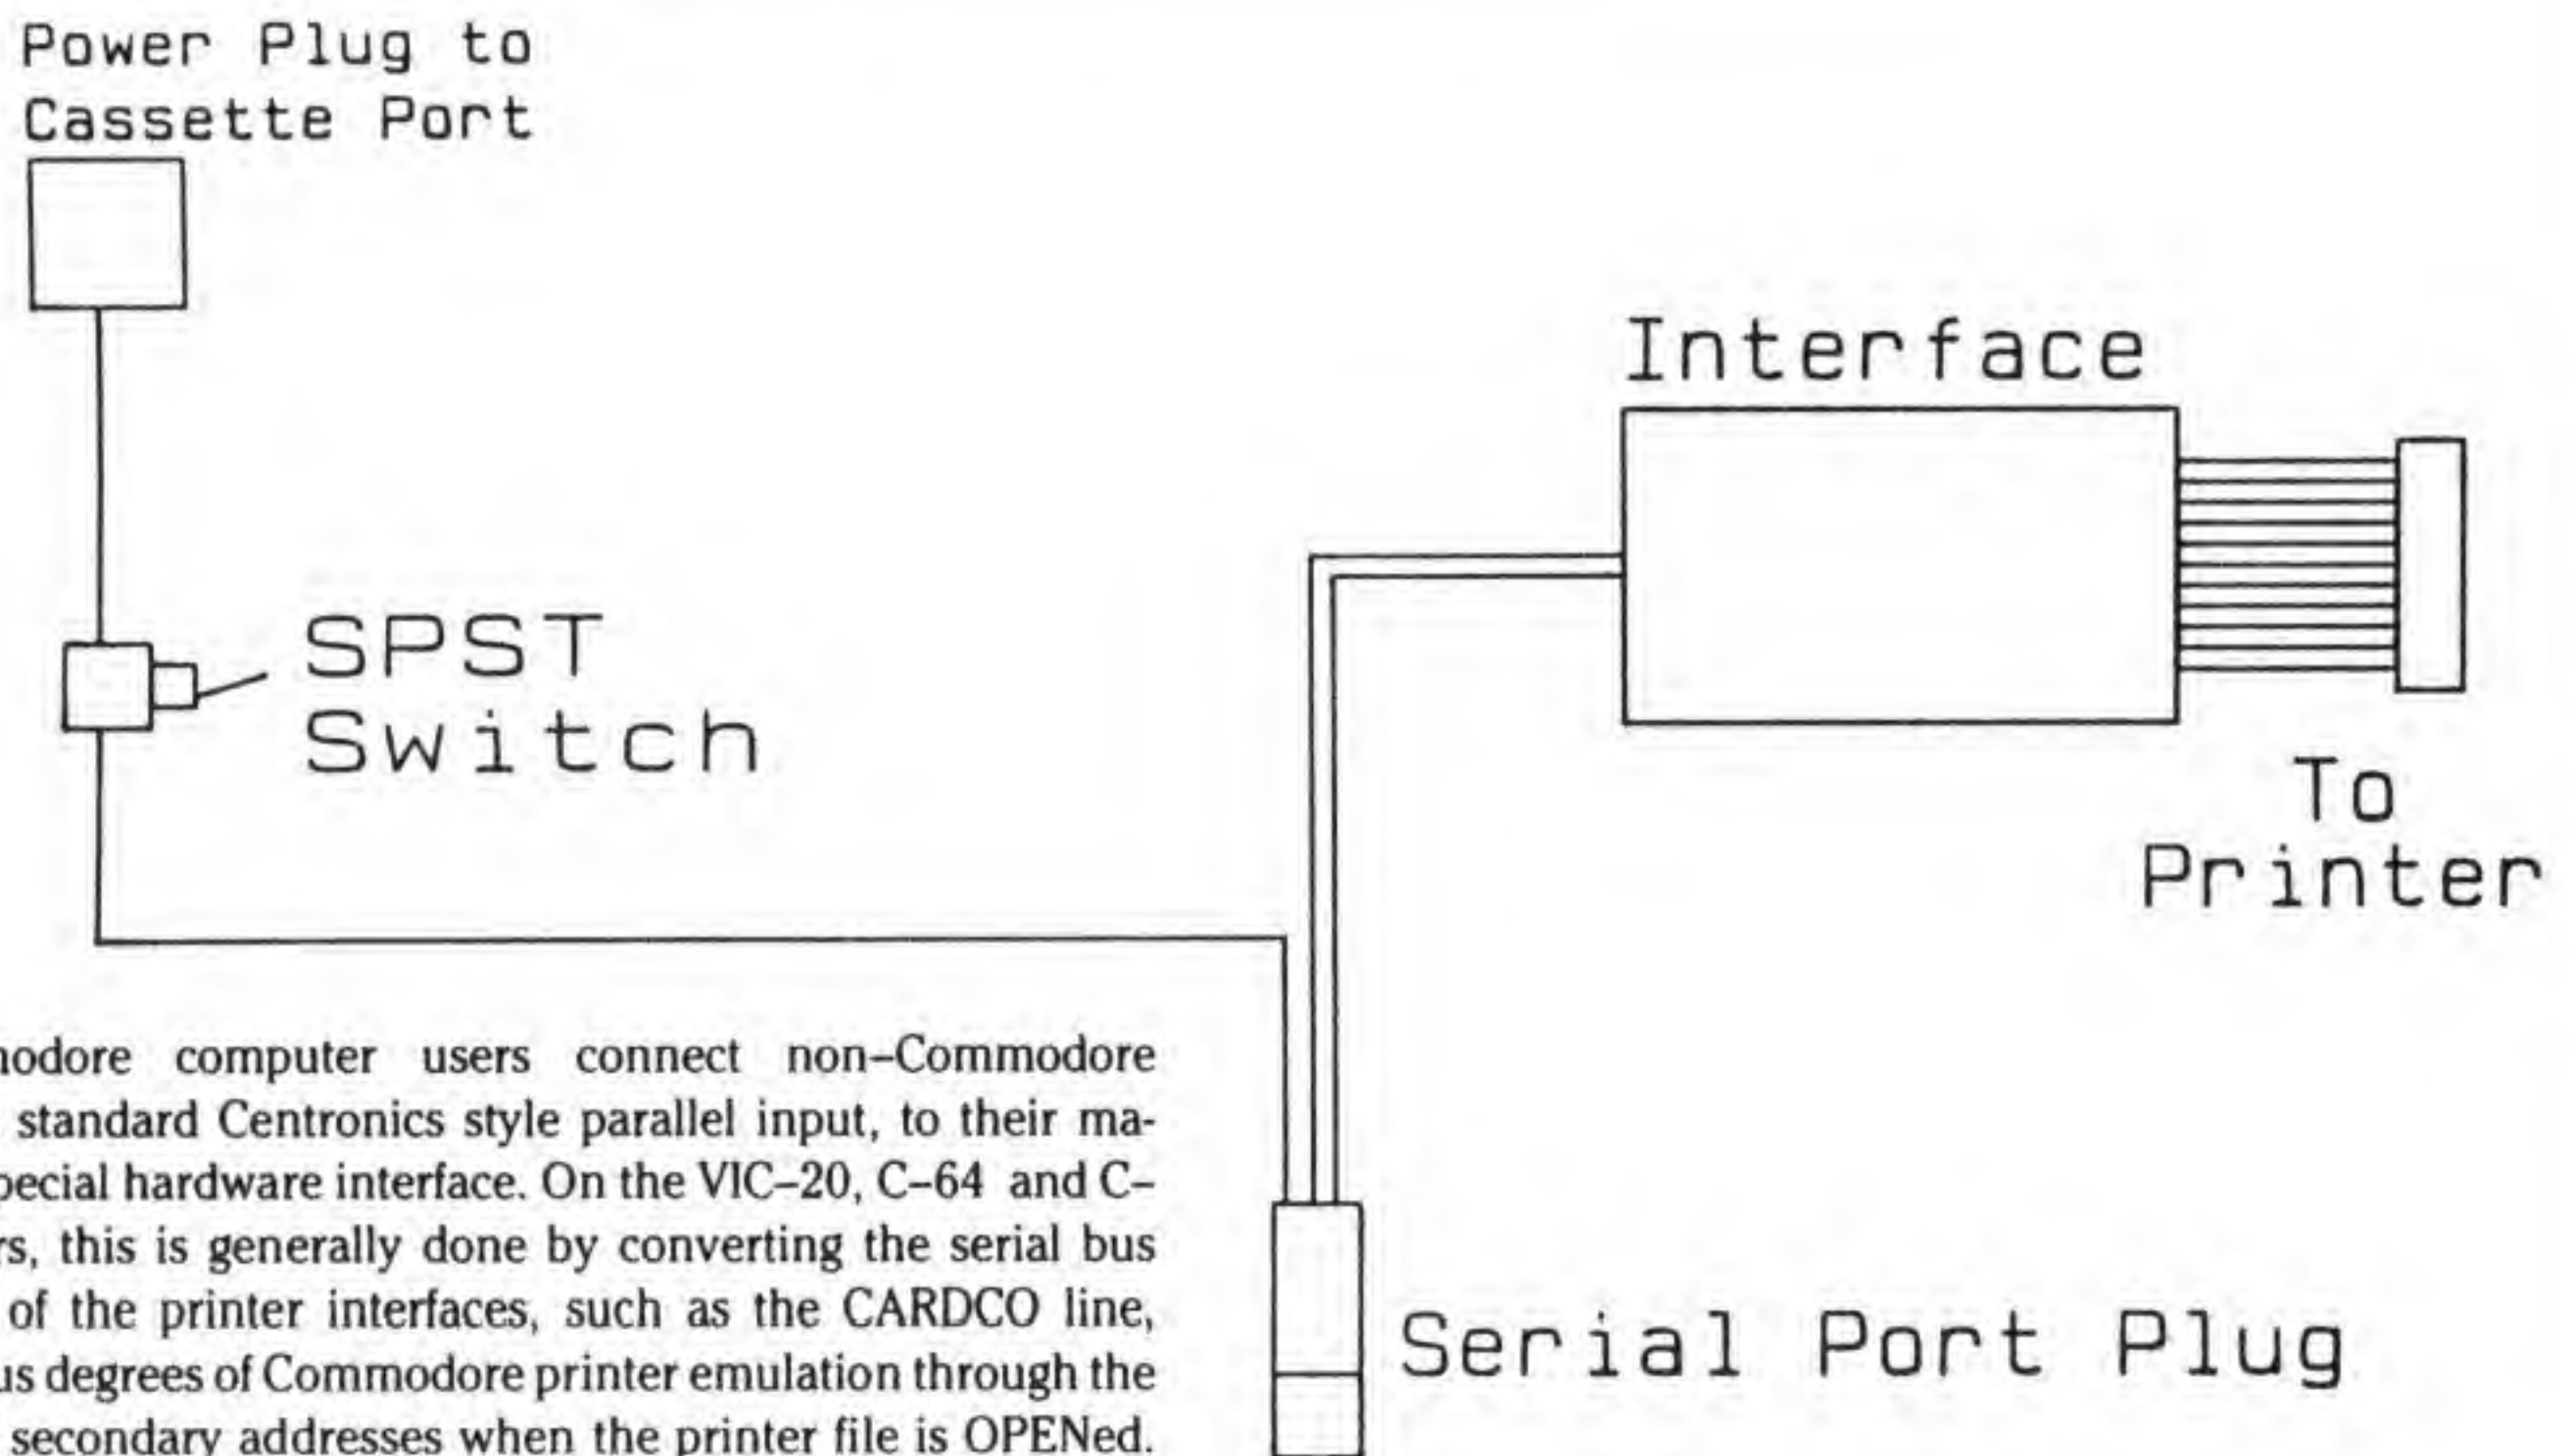 Power Plug to
Cassette Port
Interface
SPST
Switch
To
Printer
computer users connect non–Commodore
standard Centronics style parallel input, to their ma-
hardware interface. On the VIC–20, C–64 and C–
this is generally done by converting the serial bus
of the printer interfaces, such as the CARDCO line,
degrees of Commodore printer emulation through the
secondary addresses when the printer file is OPENed.
Serial Port Plug